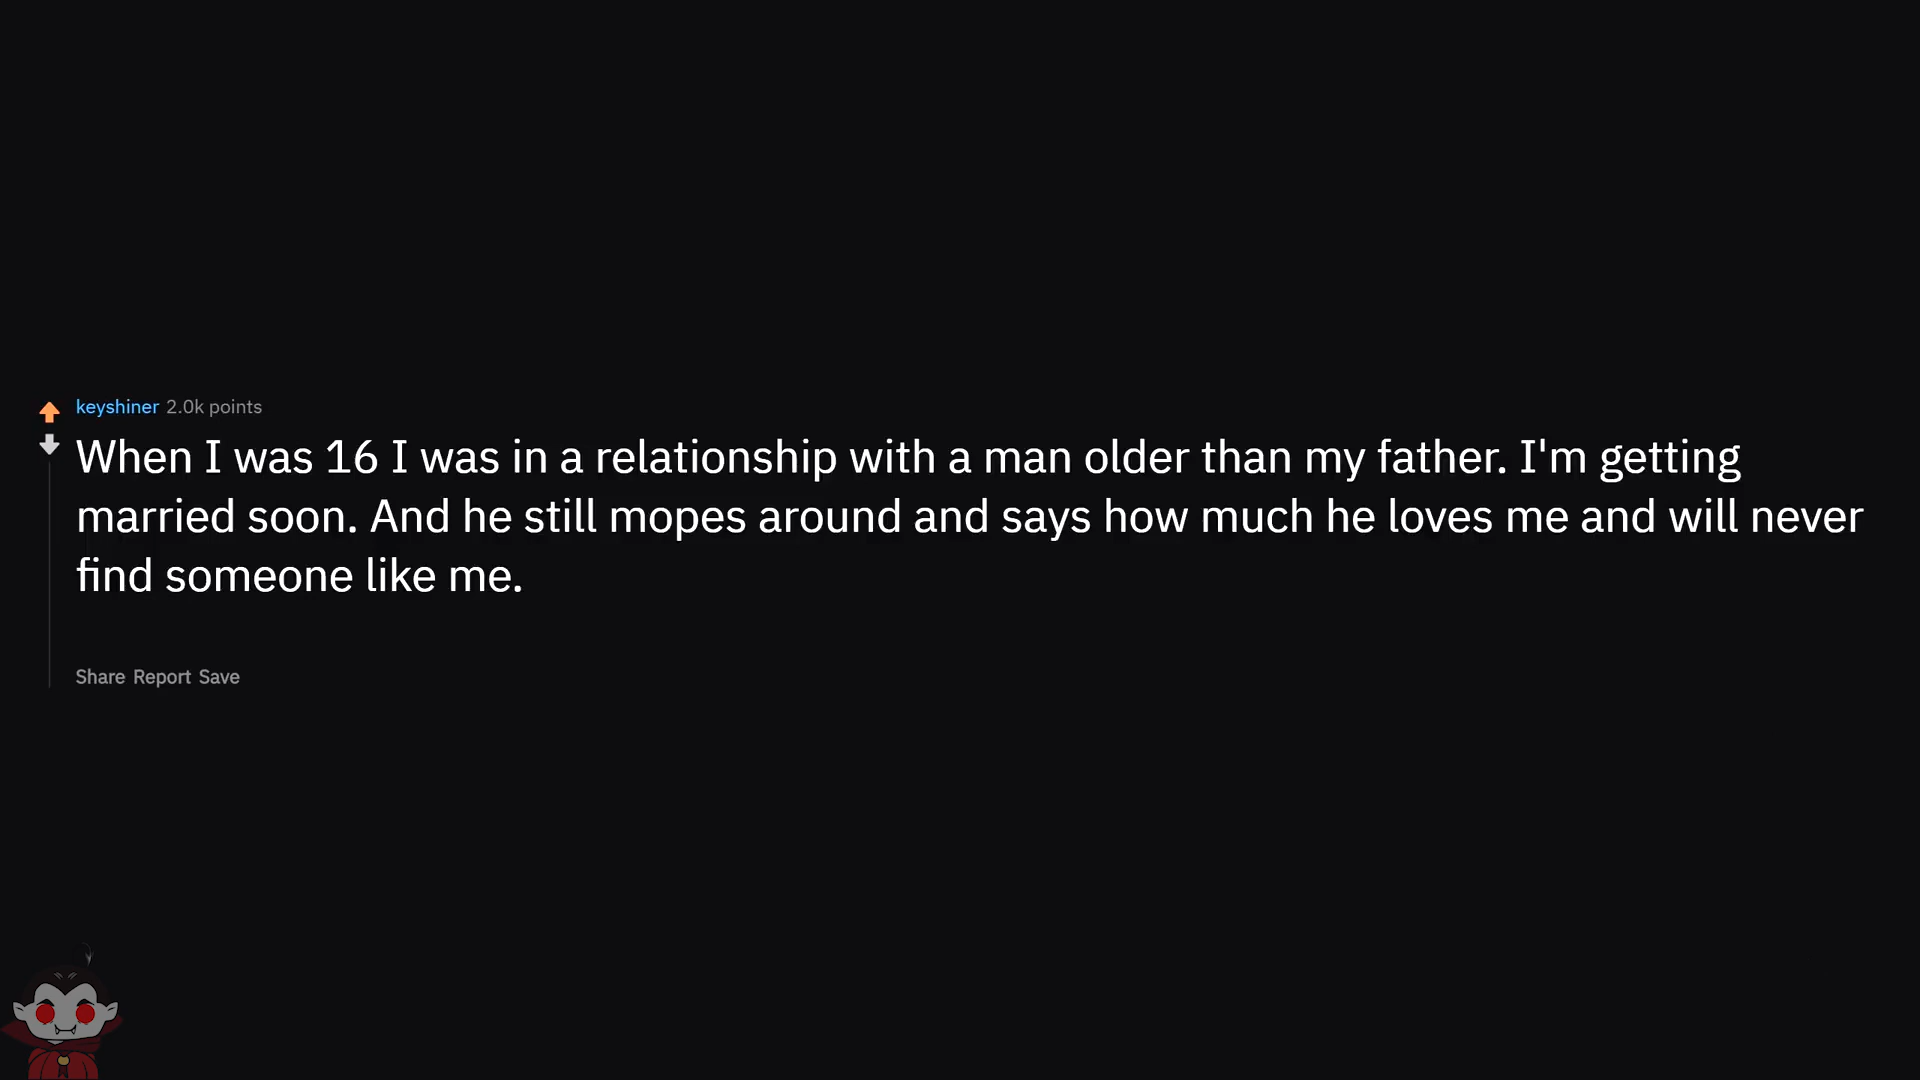 keyshiner 2.0k points
When I was 16 I was in a relationship with a man older than my father. I'm getting
married soon. And he still mopes around and says how much he loves me and will never
find someone like me.
Share Report Save